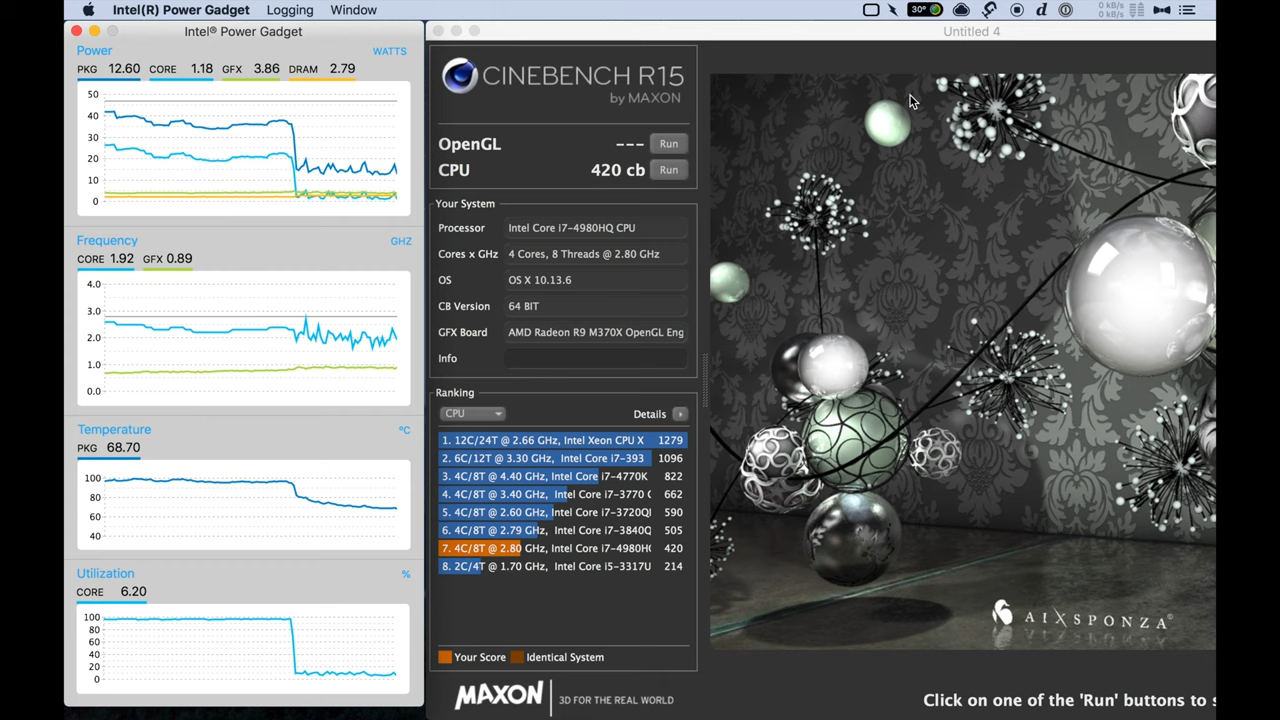 Intel(R) Power Gadget Logging Window
30°
d
0 kB/s
0 kB/s
Intel® Power Gadget
Power WATTS
PKG 12.60 CORE 1.18 GFX 3.86 DRAM 2.79
50
40
30
20
10
0
Frequency GHZ
CORE 1.92 GFX 0.89
4.0
3.0
2.0
1.0
0.0
Temperature °C
PKG 68.70
100
80
60
40
Utilization %
CORE 6.20
100
80
60
40
20
0
Untitled 4
CINEBENCH R15
by MAXON
OpenGL --- Run
CPU 420 cb Run
Your System
Processor Intel Core i7-4980HQ CPU
Cores x GHz 4 Cores, 8 Threads @ 2.80 GHz
OS OS X 10.13.6
CB Version 64 BIT
GFX Board AMD Radeon R9 M370X OpenGL Eng
Info
Ranking
CPU Details
1. 12C/24T @ 2.66 GHz, Intel Xeon CPU X 1279
2. 6C/12T @ 3.30 GHz, Intel Core i7-393 1096
3. 4C/8T @ 4.40 GHz, Intel Core i7-4770K 822
4. 4C/8T @ 3.40 GHz, Intel Core i7-3770 C 662
5. 4C/8T @ 2.60 GHz, Intel Core i7-3720Q 590
6. 4C/8T @ 2.79 GHz, Intel Core i7-3840Q 505
7. 4C/8T @ 2.80 GHz, Intel Core i7-4980H 420
8. 2C/4T @ 1.70 GHz, Intel Core i5-3317U 214
Your Score Identical System
MAXON 3D FOR THE REAL WORLD
AIXSPONZA©
Click on one of the 'Run' buttons to s